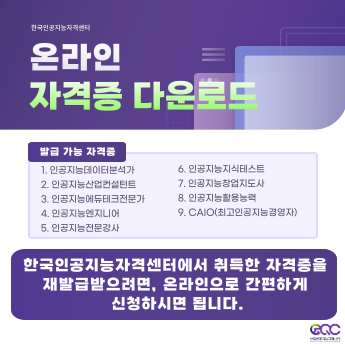 한국인공지능자격센터
온라인
자격증 다운로드
발급 가능 자격증
1. 인공지능데이터분석가
2. 인공지능산업컨설턴트
3. 인공지능에듀테크전문가
4. 인공지능엔지니어
5. 인공지능전문강사
6. 인공지능지식테스트
7. 인공지능창업지도사
8. 인공지능활용능력
9. CAIO(최고인공지능경영자)
한국인공지능자격센터에서 취득한 자격증을
재발급받으려면, 온라인으로 간편하게
신청하시면 됩니다.